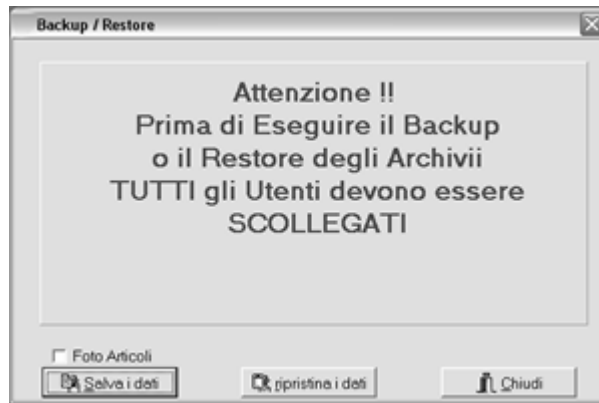 Backup / Restore
Attenzione !!
Prima di Eseguire il Backup
o il Restore degli Archivii
TUTTI gli Utenti devono essere
SCOLLEGATI
Foto Articoli
Salva i dati
ripristina i dati
Chiudi